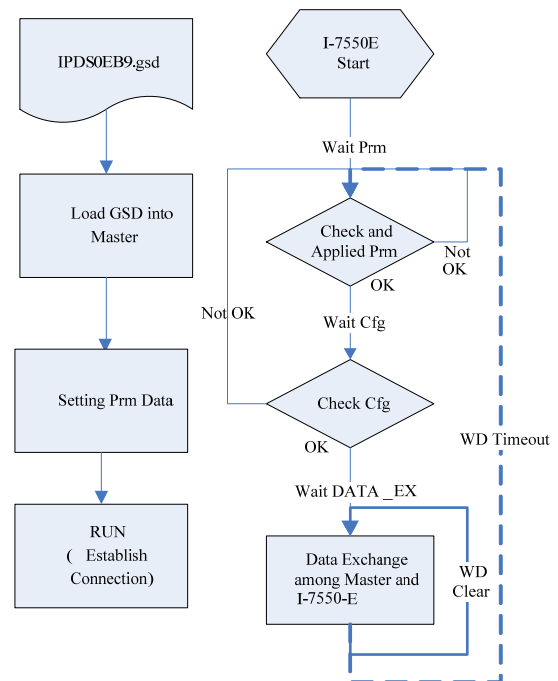 IPDS0EB9.gsd
Load GSD into
Master
Setting Prm Data
RUN
( Establish
Connection)
I-7550E
Start
Wait Prm
Check and
Applied Prm
Not
OK
OK
Wait Cfg
Not OK
Check Cfg
OK
WD Timeout
Wait DATA _EX
Data Exchange
among Master and
I-7550-E
WD
Clear